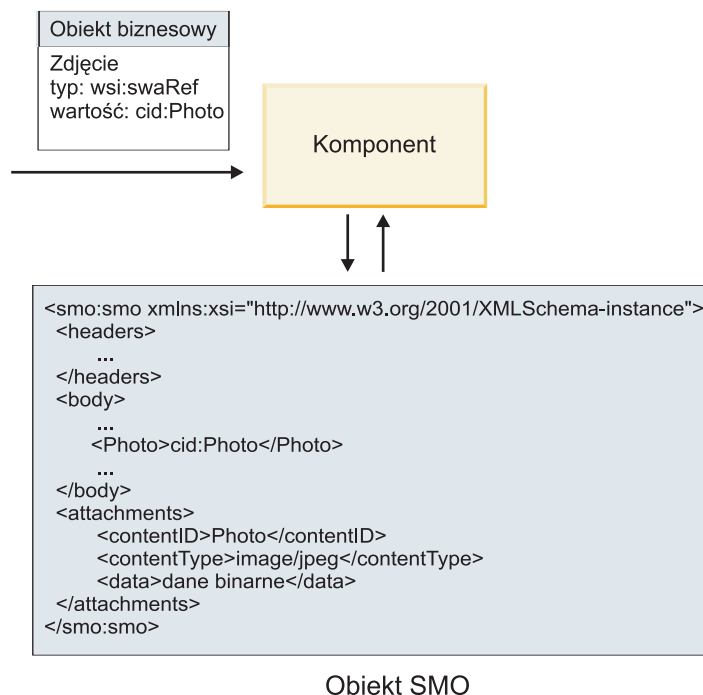 Obiekt biznesowy
Zdjęcie
typ: wsi:swaRef
wartość: cid:Photo
Komponent
<smo:smo xmlns:xsi="http://www.w3.org/2001/XMLSchema-instance">
<headers>
...
</headers>
<body>
...
<Photo>cid:Photo</Photo>
...
</body>
<attachments>
<contentID>Photo</contentID>
<contentType>image/jpeg</contentType>
<data>dane binarne</data>
</attachments>
</smo:smo>
Obiekt SMO